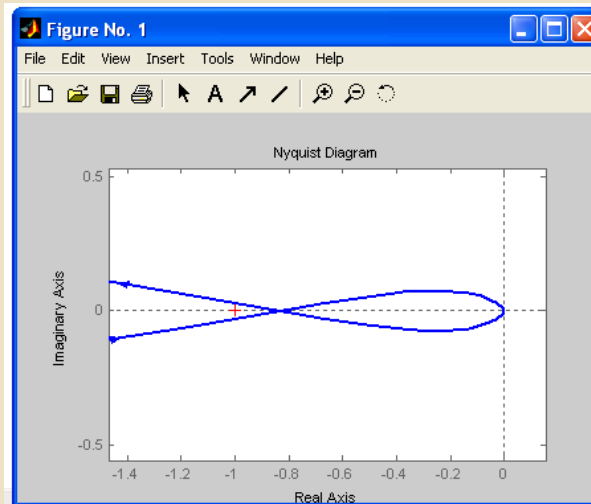 Figure No. 1
File Edit View Insert Tools Window Help
A
Nyquist Diagram
0.5
0
-0.5
Imaginary Axis
-1.4 -1.2 -1 -0.8 -0.6 -0.4 -0.2 0
Real Axis